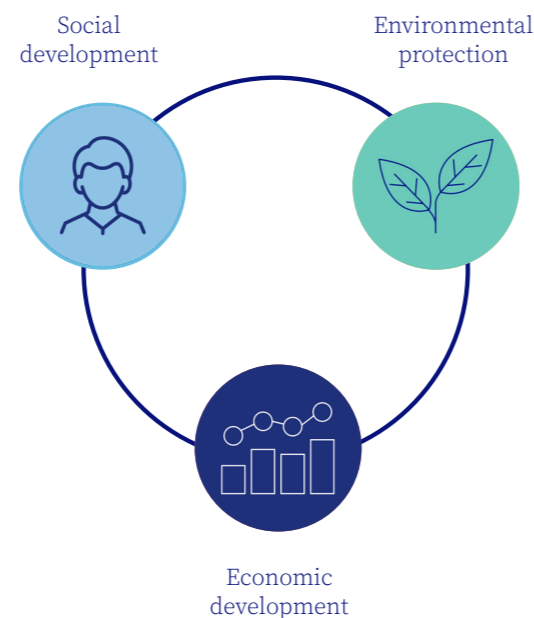 Social
development
Environmental
protection
Economic
development